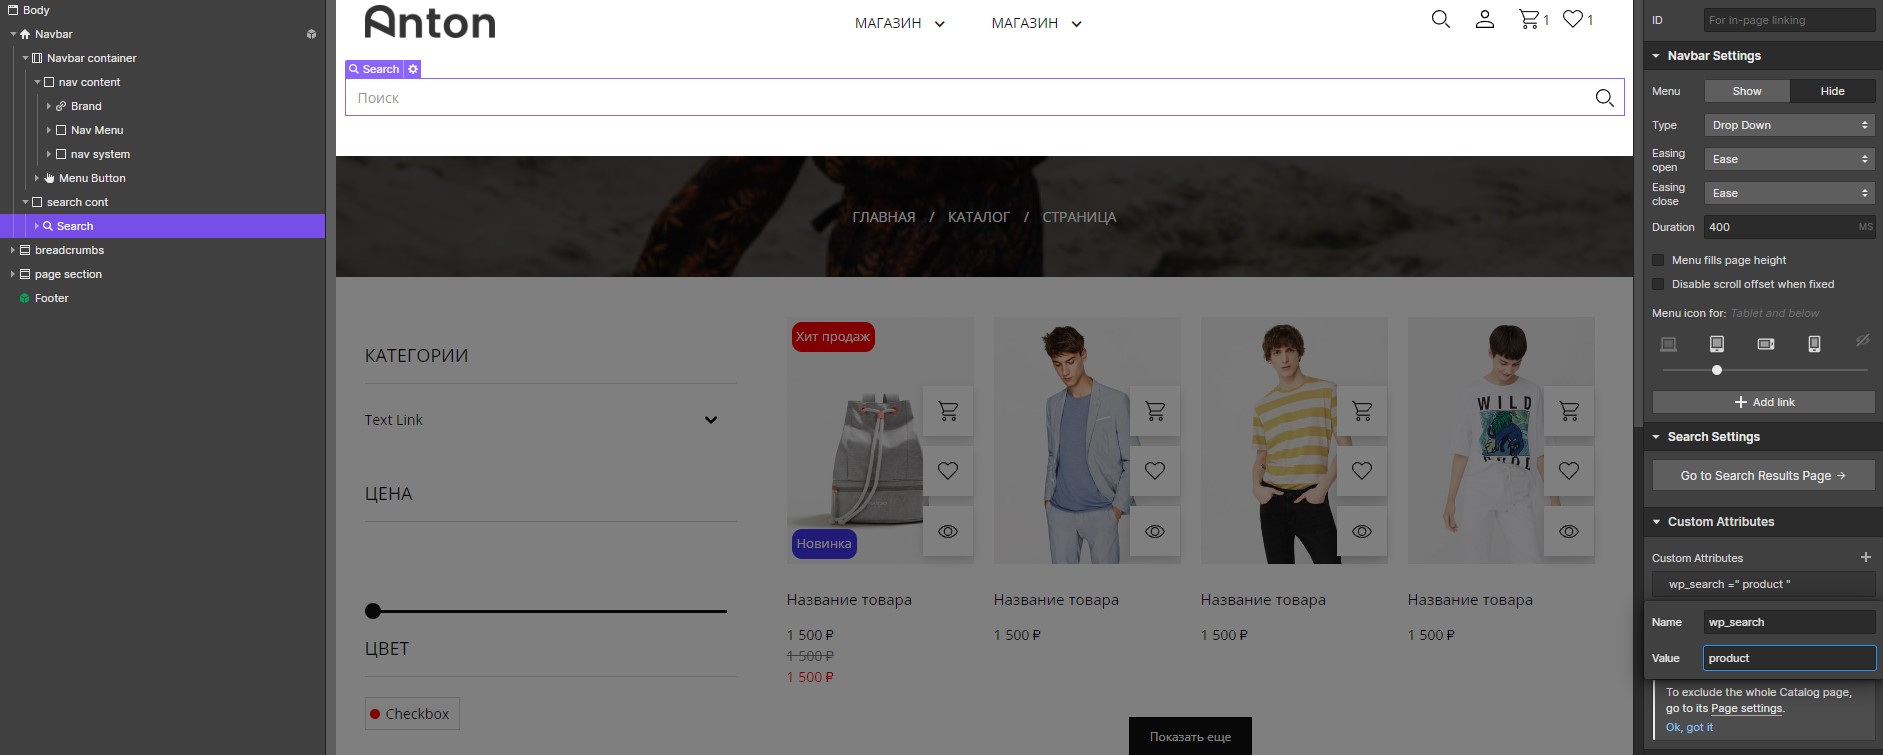 Body
Navbar
Navbar container
nav content
Brand
Nav Menu
nav system
Menu Button
search cont
Search
breadcrumbs
page section
Footer
Anton
МАГАЗИН
МАГАЗИН
1
1
Search
Поиск
ГЛАВНАЯ / КАТАЛОГ / СТРАНИЦА
КАТЕГОРИИ
Text Link
ЦЕНА
ЦВЕТ
Checkbox
Хит продаж
Новинка
WILD
Название товара
1 500 ₽
1 500 ₽
1 500 ₽
Название товара
1 500 ₽
Название товара
1 500 ₽
Название товара
1 500 ₽
Показать еще
ID For in-page linking
Navbar Settings
Menu Show Hide
Type Drop Down
Easing open Ease
Easing close Ease
Duration 400 MS
Menu fills page height
Disable scroll offset when fixed
Menu icon for: Tablet and below
Add link
Search Settings
Go to Search Results Page →
Custom Attributes
Custom Attributes +
wp_search =" product "
Name wp_search
Value product
To exclude the whole Catalog page,
go to its Page settings.
Ok, got it